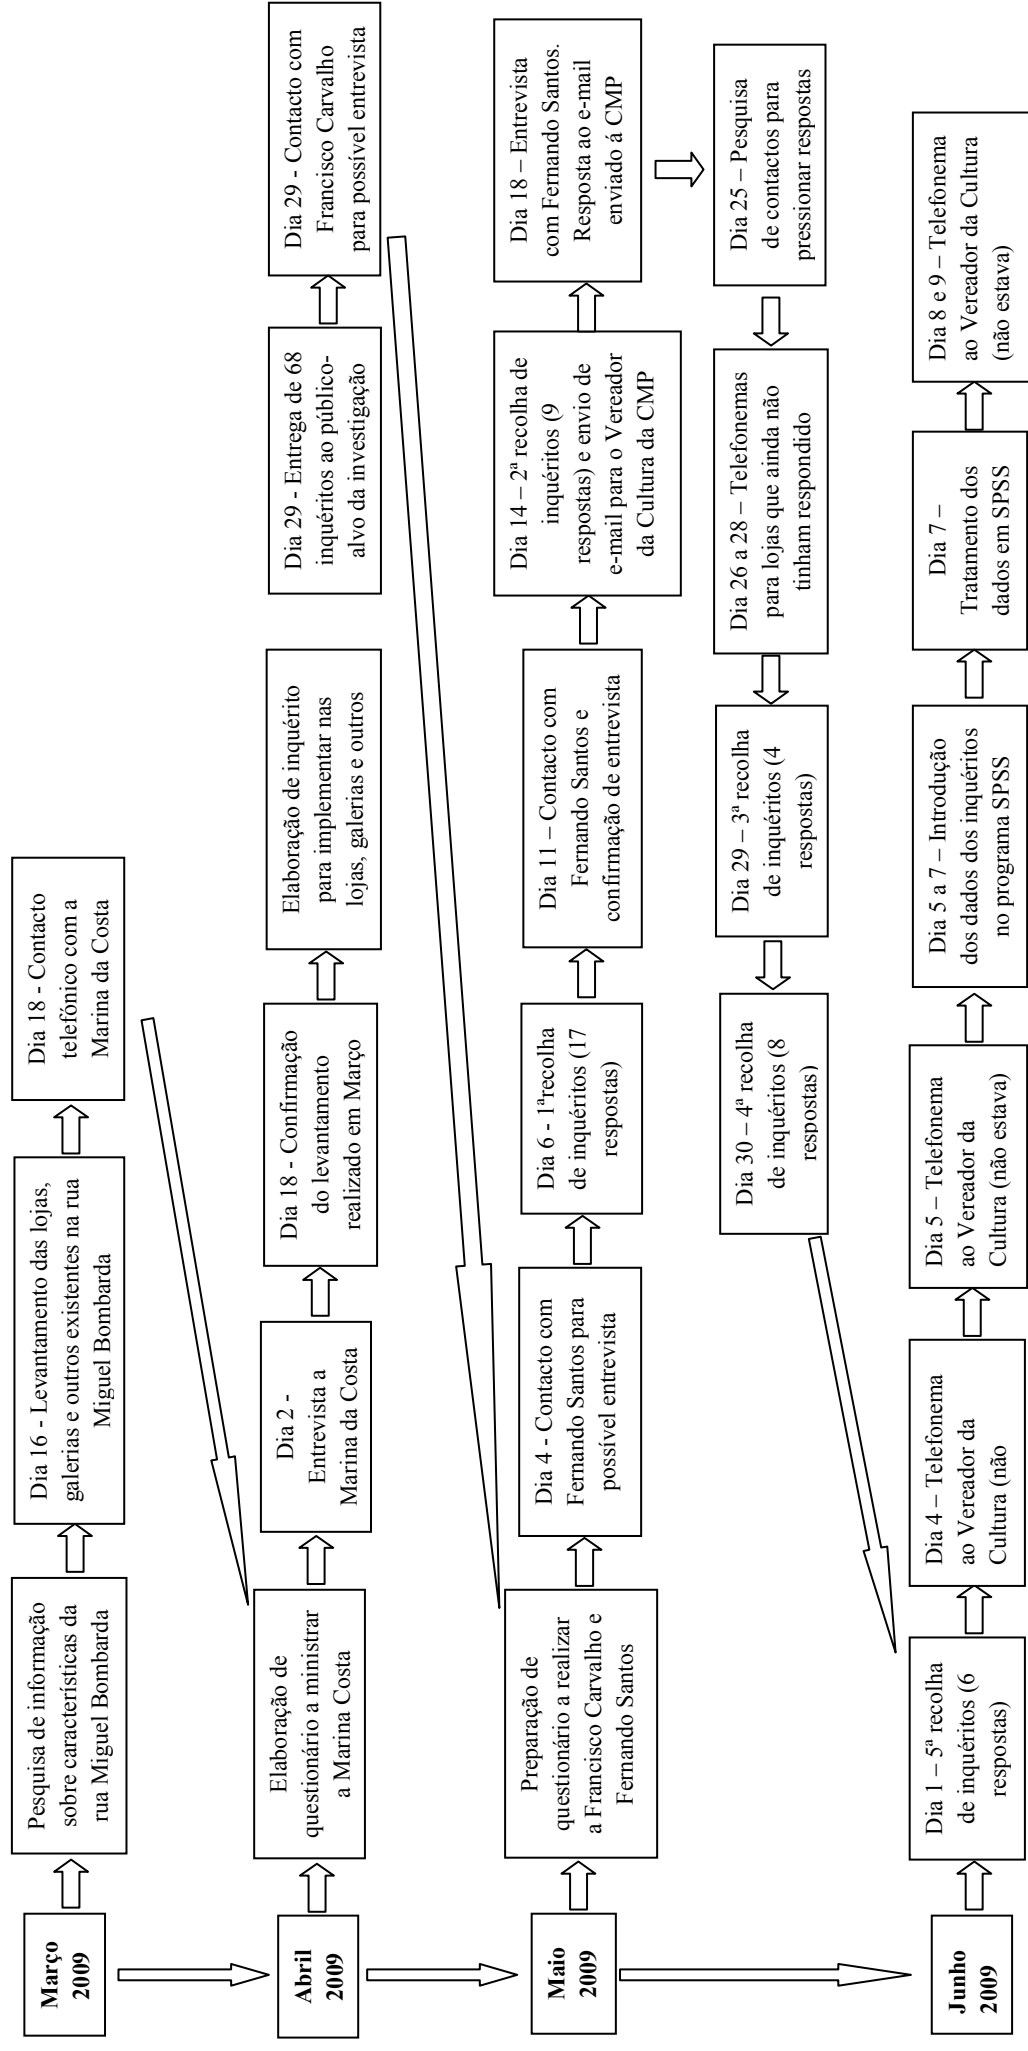 Março
2009
Pesquisa de informação
sobre características da
rua Miguel Bombarda
Dia 16 - Levantamento das lojas,
galerias e outros existentes na rua
Miguel Bombarda
Dia 18 - Contacto
telefónico com a
Marina da Costa
Abril
2009
Elaboração de
questionário a ministrar
a Marina Costa
Dia 2 -
Entrevista a
Marina da Costa
Dia 18 - Confirmação
do levantamento
realizado em Março
Elaboração de inquérito
para implementar nas
lojas, galerias e outros
Dia 29 - Entrega de 68
inquéritos ao público-
alvo da investigação
Dia 29 - Contacto com
Francisco Carvalho
para possível entrevista
Maio
2009
Preparação de
questionário a realizar
a Francisco Carvalho e
Fernando Santos
Dia 4 - Contacto com
Fernando Santos para
possível entrevista
Dia 6 - 1ªrecolha
de inquéritos (17
respostas)
Dia 11 – Contacto com
Fernando Santos e
confirmação de entrevista
Dia 14 – 2ª recolha de
inquéritos (9
respostas) e envio de
e-mail para o Vereador
da Cultura da CMP
Dia 18 – Entrevista
com Fernando Santos.
Resposta ao e-mail
enviado á CMP
Dia 25 – Pesquisa
de contactos para
pressionar respostas
Dia 26 a 28 – Telefonemas
para lojas que ainda não
tinham respondido
Dia 29 – 3ª recolha
de inquéritos (4
respostas)
Dia 30 – 4ª recolha
de inquéritos (8
respostas)
Junho
2009
Dia 1 – 5ª recolha
de inquéritos (6
respostas)
Dia 4 – Telefonema
ao Vereador da
Cultura (não
Dia 5 – Telefonema
ao Vereador da
Cultura (não estava)
Dia 5 a 7 – Introdução
dos dados dos inquéritos
no programa SPSS
Dia 7 –
Tratamento dos
dados em SPSS
Dia 8 e 9 – Telefonema
ao Vereador da Cultura
(não estava)